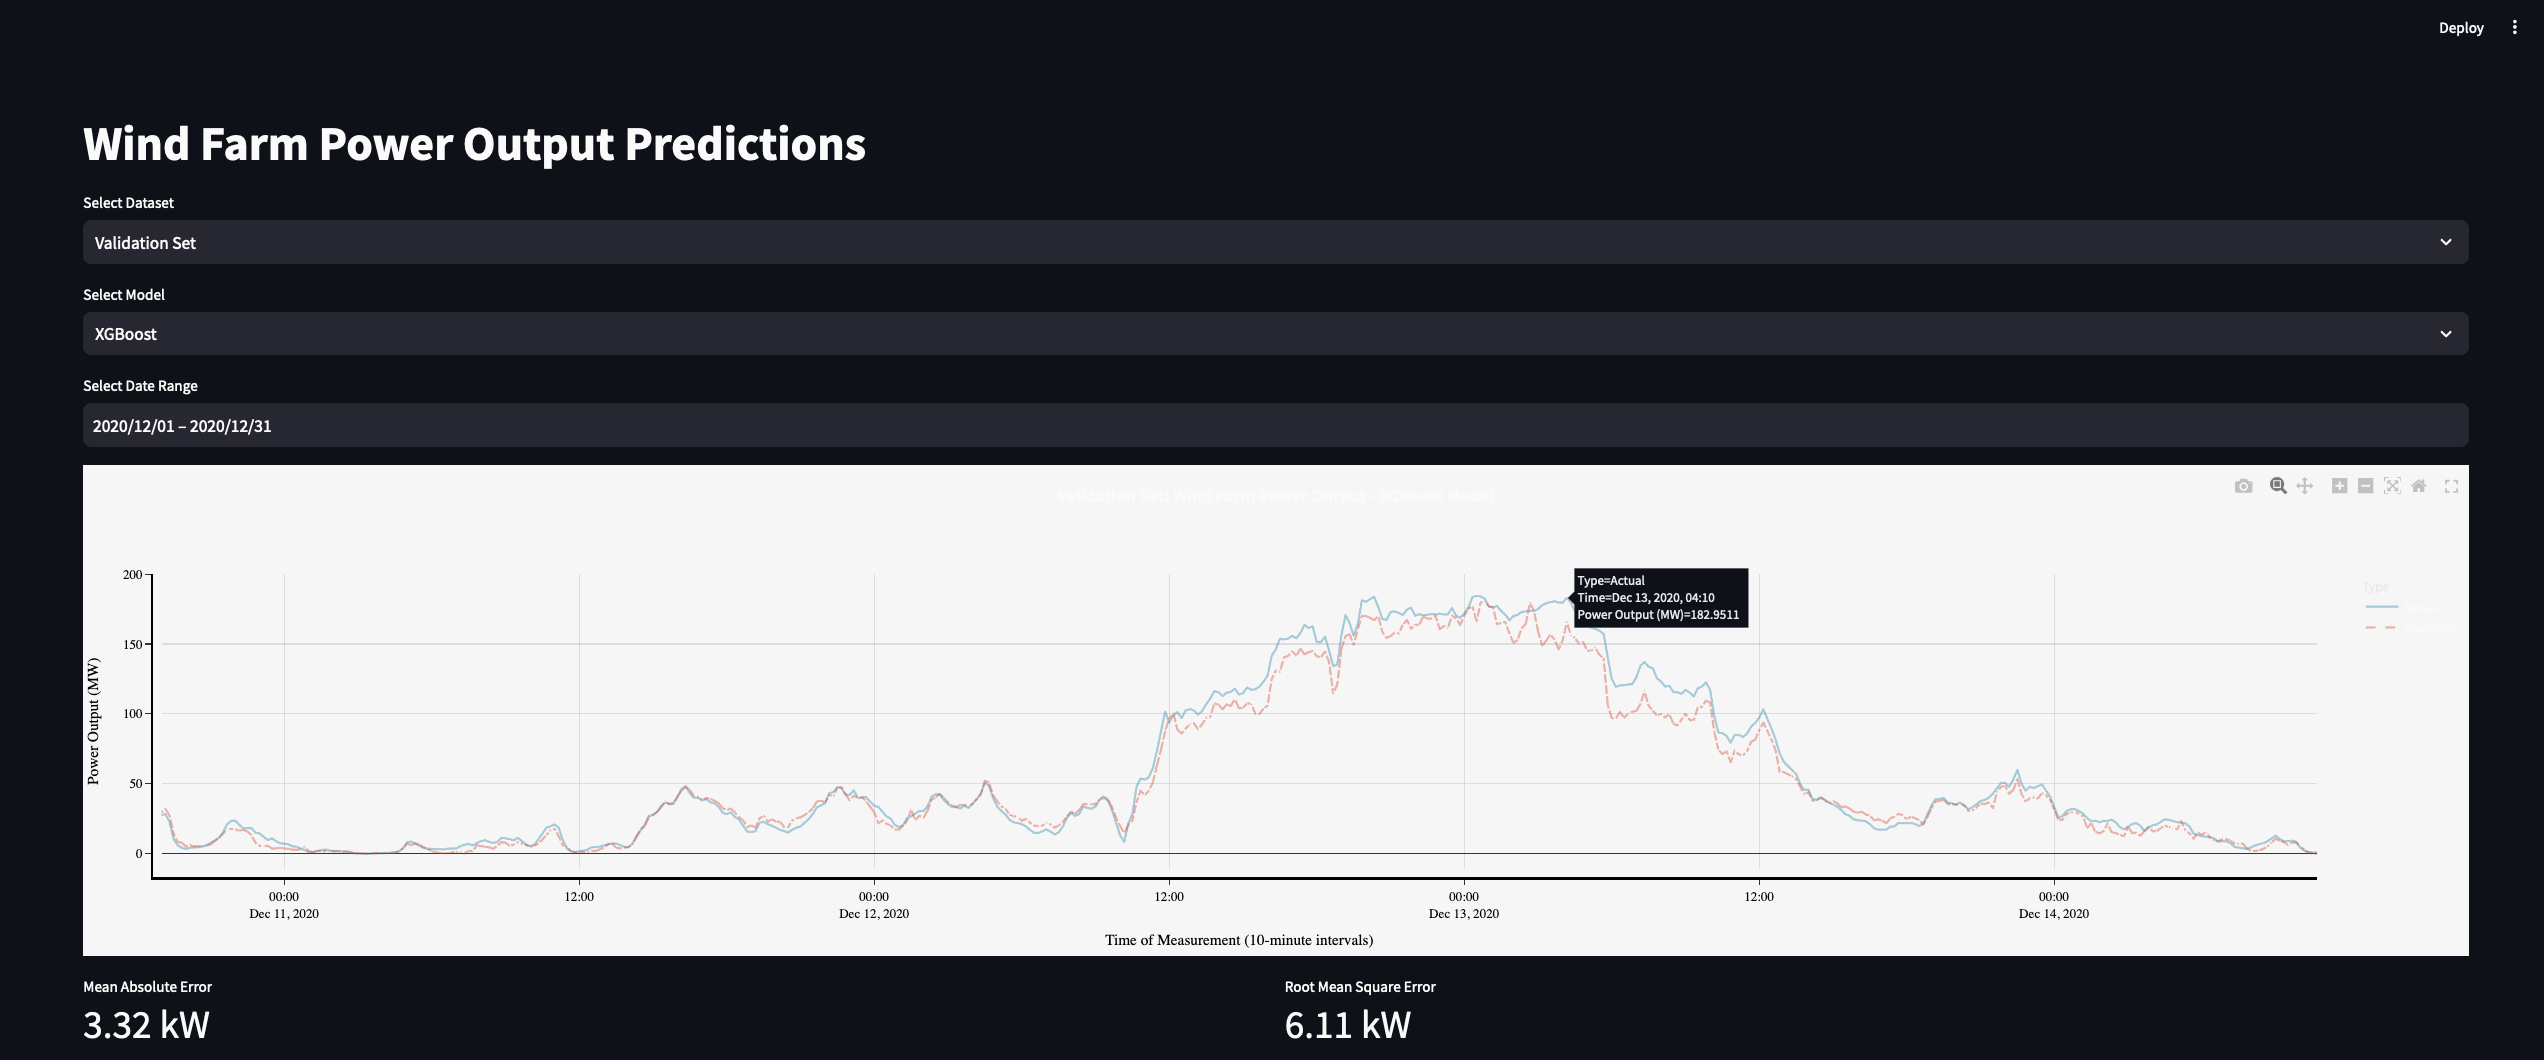 Deploy
Wind Farm Power Output Predictions
Select Dataset
Validation Set
Select Model
XGBoost
Select Date Range
2020/12/01 – 2020/12/31
Validation Set: Wind Farm Power Output - XGBoost Model
Type
Type=Actual
Time=Dec 13, 2020, 04:10
Power Output (MW)=182.9511
200
150
100
50
0
Power Output (MW)
00:00 12:00 00:00 12:00 00:00 12:00 00:00
Dec 11, 2020 Dec 12, 2020 Dec 13, 2020 Dec 14, 2020
Time of Measurement (10-minute intervals)
Mean Absolute Error
3.32 kW
Root Mean Square Error
6.11 kW